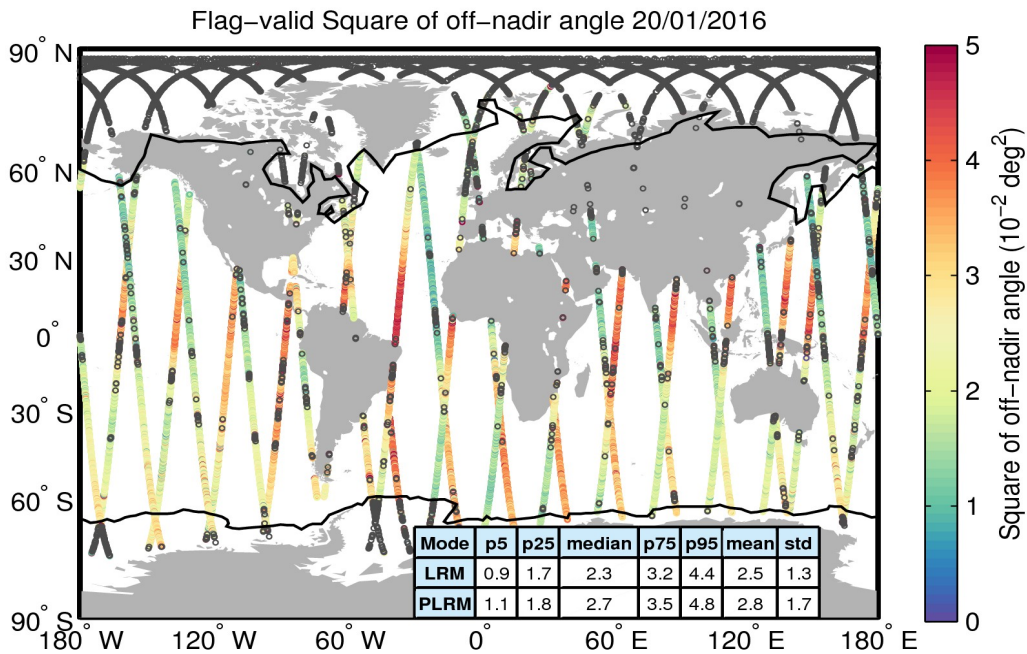 Flag−valid Square of off−nadir angle 20/01/2016
90° N
60° N
30° N
0°
30° S
60° S
90° S
180° W
120° W
60° W
0°
60° E
120° E
180° E
Mode p5 p25 median p75 p95 mean std
LRM 0.9 1.7 2.3 3.2 4.4 2.5 1.3
PLRM 1.1 1.8 2.7 3.5 4.8 2.8 1.7
5
4
3
2
1
0
Square of off−nadir angle (10⁻² deg²)